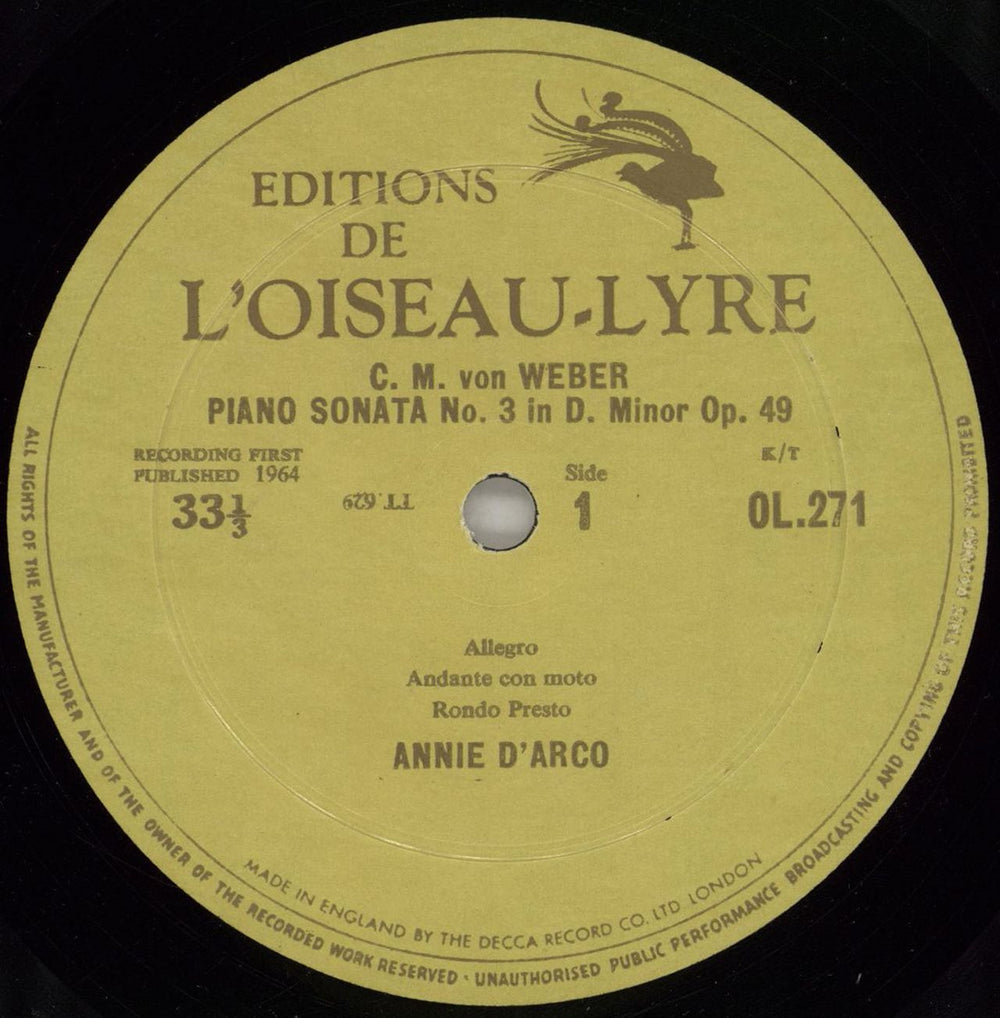 EDITIONS
DE
L'OISEAU-LYRE
C. M. von WEBER
PIANO SONATA No. 3 in D. Minor Op. 49
RECORDING FIRST
PUBLISHED 1964
33⅓
TT.629
Side
1
K/T
OL.271
Allegro
Andante con moto
Rondo Presto
ANNIE D'ARCO
MADE IN ENGLAND BY THE DECCA RECORD CO. LTD LONDON
ALL RIGHTS OF THE MANUFACTURER AND OF THE OWNER OF THE RECORDED WORK RESERVED · UNAUTHORISED PUBLIC PERFORMANCE BROADCASTING AND COPYING OF THIS RECORD PROHIBITED